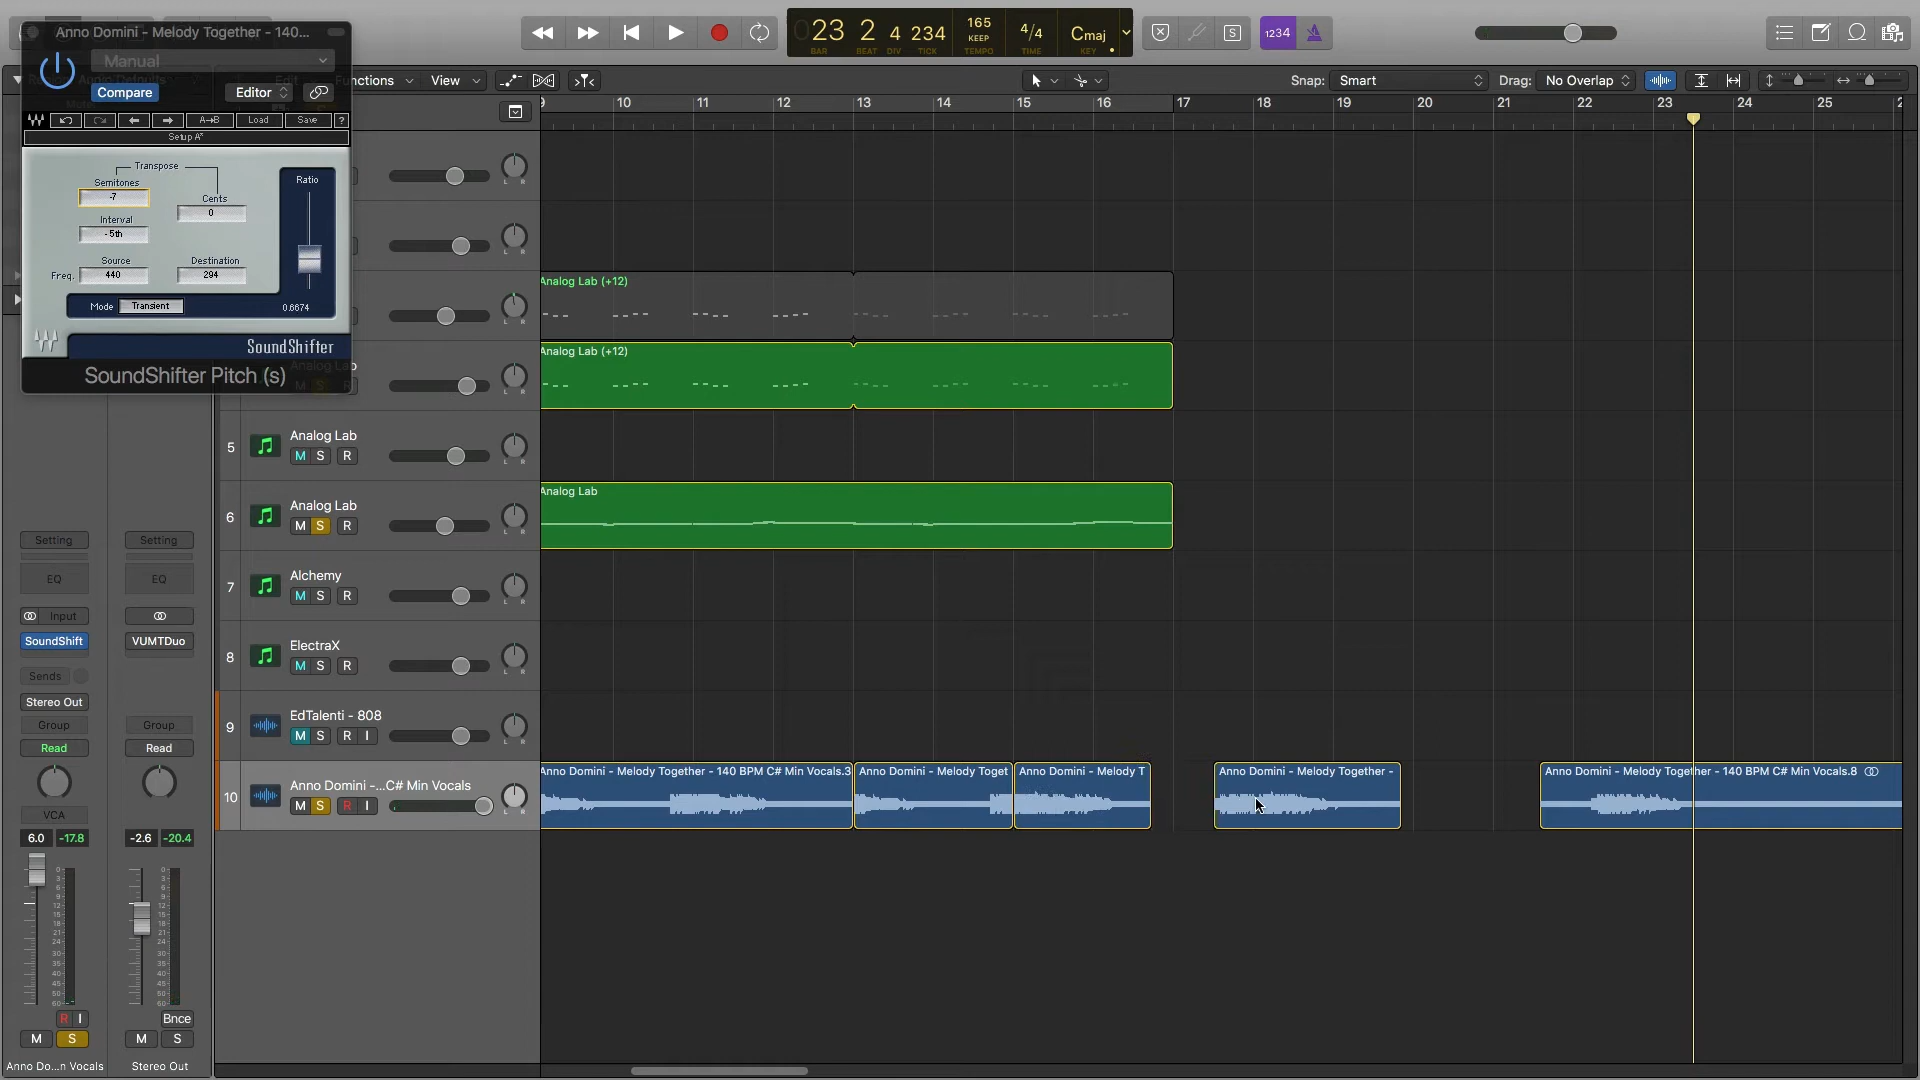 Anno Domini - Melody Together - 140...
Manual
Compare
Editor
A→B
Load
Save
?
Setup A*
Transpose
Semitones
-7
Cents
0
Interval
- 5th
Source
Destination
Freq.
440
294
Mode
Transient
Ratio
0.6674
SoundShifter
SoundShifter Pitch (s)
23 2 4 234
BAR BEAT DIV TICK
165
KEEP
TEMPO
4/4
TIME
Cmaj
KEY
S
1234
Functions
View
Snap:
Smart
Drag:
No Overlap
9 10 11 12 13 14 15 16 17 18 19 20 21 22 23 24 25 2
L R
L R
L R
Analog Lab (+12)
Analog Lab
M S R
L R
Analog Lab (+12)
5
Analog Lab
M S R
L R
6
Analog Lab
M S R
L R
Analog Lab
7
Alchemy
M S R
L R
8
ElectraX
M S R
L R
9
EdTalenti - 808
M S R I
L R
10
Anno Domini -...C# Min Vocals
M S R I
L R
Anno Domini - Melody Together - 140 BPM C# Min Vocals.3
Anno Domini - Melody Toget
Anno Domini - Melody T
Anno Domini - Melody Together -
Anno Domini - Melody Together - 140 BPM C# Min Vocals.8
Setting
Setting
EQ
EQ
Input
SoundShift
VUMTDuo
Sends
Stereo Out
Group
Group
Read
Read
VCA
6.0 -17.8
-2.6 -20.4
R I
Bnce
M S
M S
Anno Do...n Vocals
Stereo Out